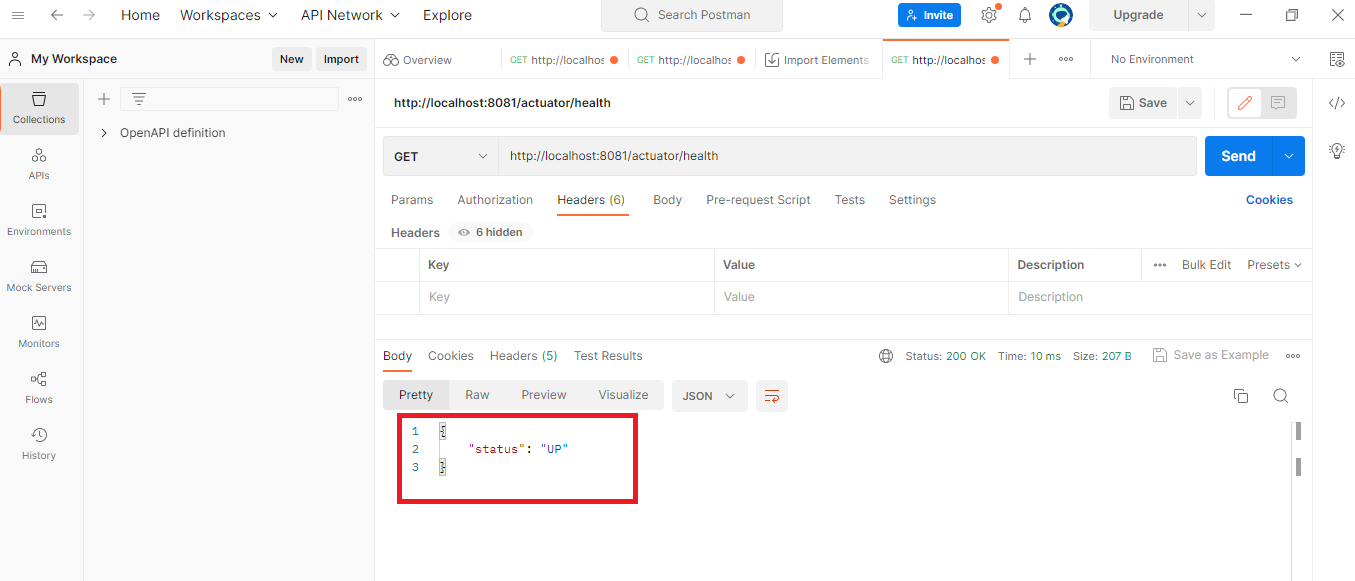 Home Workspaces API Network Explore Search Postman Invite Upgrade
My Workspace New Import Overview GET http://localhos GET http://localhos Import Elements GET http://localhos No Environment
Collections
OpenAPI definition
APIs
Environments
Mock Servers
Monitors
Flows
History
http://localhost:8081/actuator/health Save
GET http://localhost:8081/actuator/health Send
Params Authorization Headers (6) Body Pre-request Script Tests Settings Cookies
Headers 6 hidden
Key Value Description Bulk Edit Presets
Key Value Description
Body Cookies Headers (5) Test Results Status: 200 OK Time: 10 ms Size: 207 B Save as Example
Pretty Raw Preview Visualize JSON
1 {
2 "status": "UP"
3 }